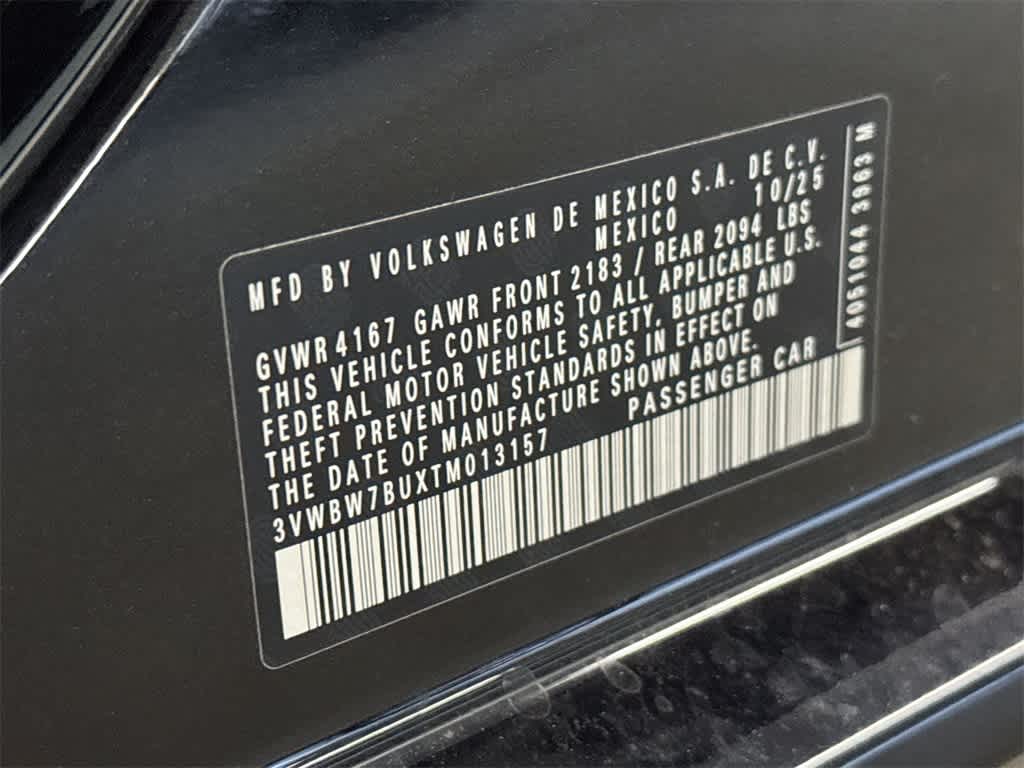 MFD BY VOLKSWAGEN DE MEXICO S.A. DE C.V.
MEXICO 10/25
GVWR 4167 GAWR FRONT 2183 / REAR 2094 LBS
THIS VEHICLE CONFORMS TO ALL APPLICABLE U.S.
FEDERAL MOTOR VEHICLE SAFETY, BUMPER AND
THEFT PREVENTION STANDARDS IN EFFECT ON
THE DATE OF MANUFACTURE SHOWN ABOVE.
3VWBW7BUXTM013157 PASSENGER CAR
4051044 3963 M